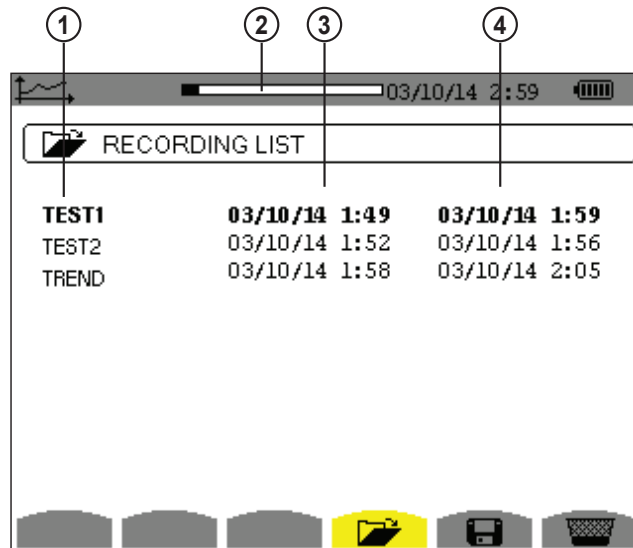 1 2 3 4
03/10/14 2:59
RECORDING LIST
TEST1 03/10/14 1:49 03/10/14 1:59
TEST2 03/10/14 1:52 03/10/14 1:56
TREND 03/10/14 1:58 03/10/14 2:05